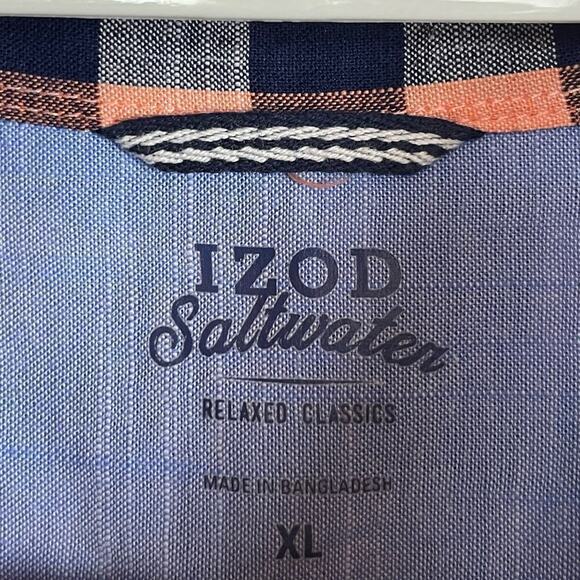 IZOD
Saltwater
RELAXED CLASSICS
MADE IN BANGLADESH
XL